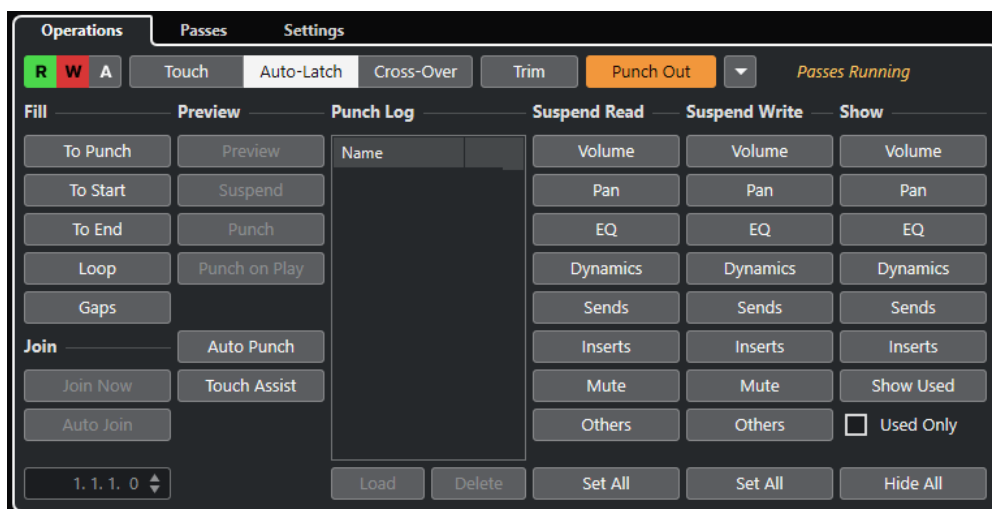 Operations Passes Settings
R W A Touch Auto-Latch Cross-Over Trim Punch Out Passes Running
Fill Preview Punch Log Suspend Read Suspend Write Show
To Punch Preview Name Volume Volume Volume
To Start Suspend Pan Pan Pan
To End Punch EQ EQ EQ
Loop Punch on Play Dynamics Dynamics Dynamics
Gaps Sends Sends Sends
Join Auto Punch Inserts Inserts Inserts
Join Now Touch Assist Mute Mute Show Used
Auto Join Others Others Used Only
1. 1. 1. 0 Load Delete Set All Set All Hide All